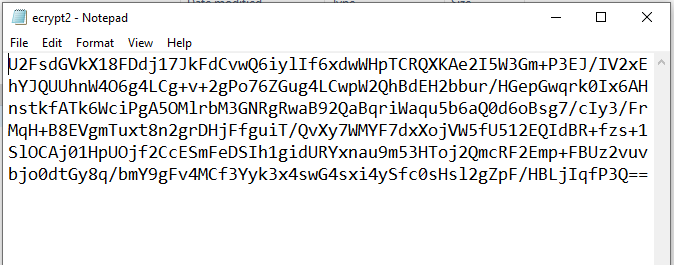 ecrypt2 - Notepad
File Edit Format View Help
U2FsdGVkX18FDdj17JkFdCvwQ6iylIf6xdwWHpTCRQXKAe2I5W3Gm+P3EJ/IV2xE
hYJQUUhnW4O6g4LCg+v+2gPo76ZGug4LCwpW2QhBdEH2bbur/HGepGwqrk0Ix6AH
nstkfATk6WciPgA5OMlrbM3GNRgRwaB92QaBqriWaqu5b6aQ0d6oBsg7/cIy3/Fr
MqH+B8EVgmTuxt8n2grDHjFfguiT/QvXy7WMYF7dxXojVW5fU512EQIdBR+fzs+1
SlOCAj01HpUOjf2CcESmFeDSIh1gidURYxnau9m53HToj2QmcRF2Emp+FBUz2vuv
bjo0dtGy8q/bmY9gFv4MCf3Yyk3x4swG4sxi4ySfc0sHsl2gZpF/HBLjIqfP3Q==